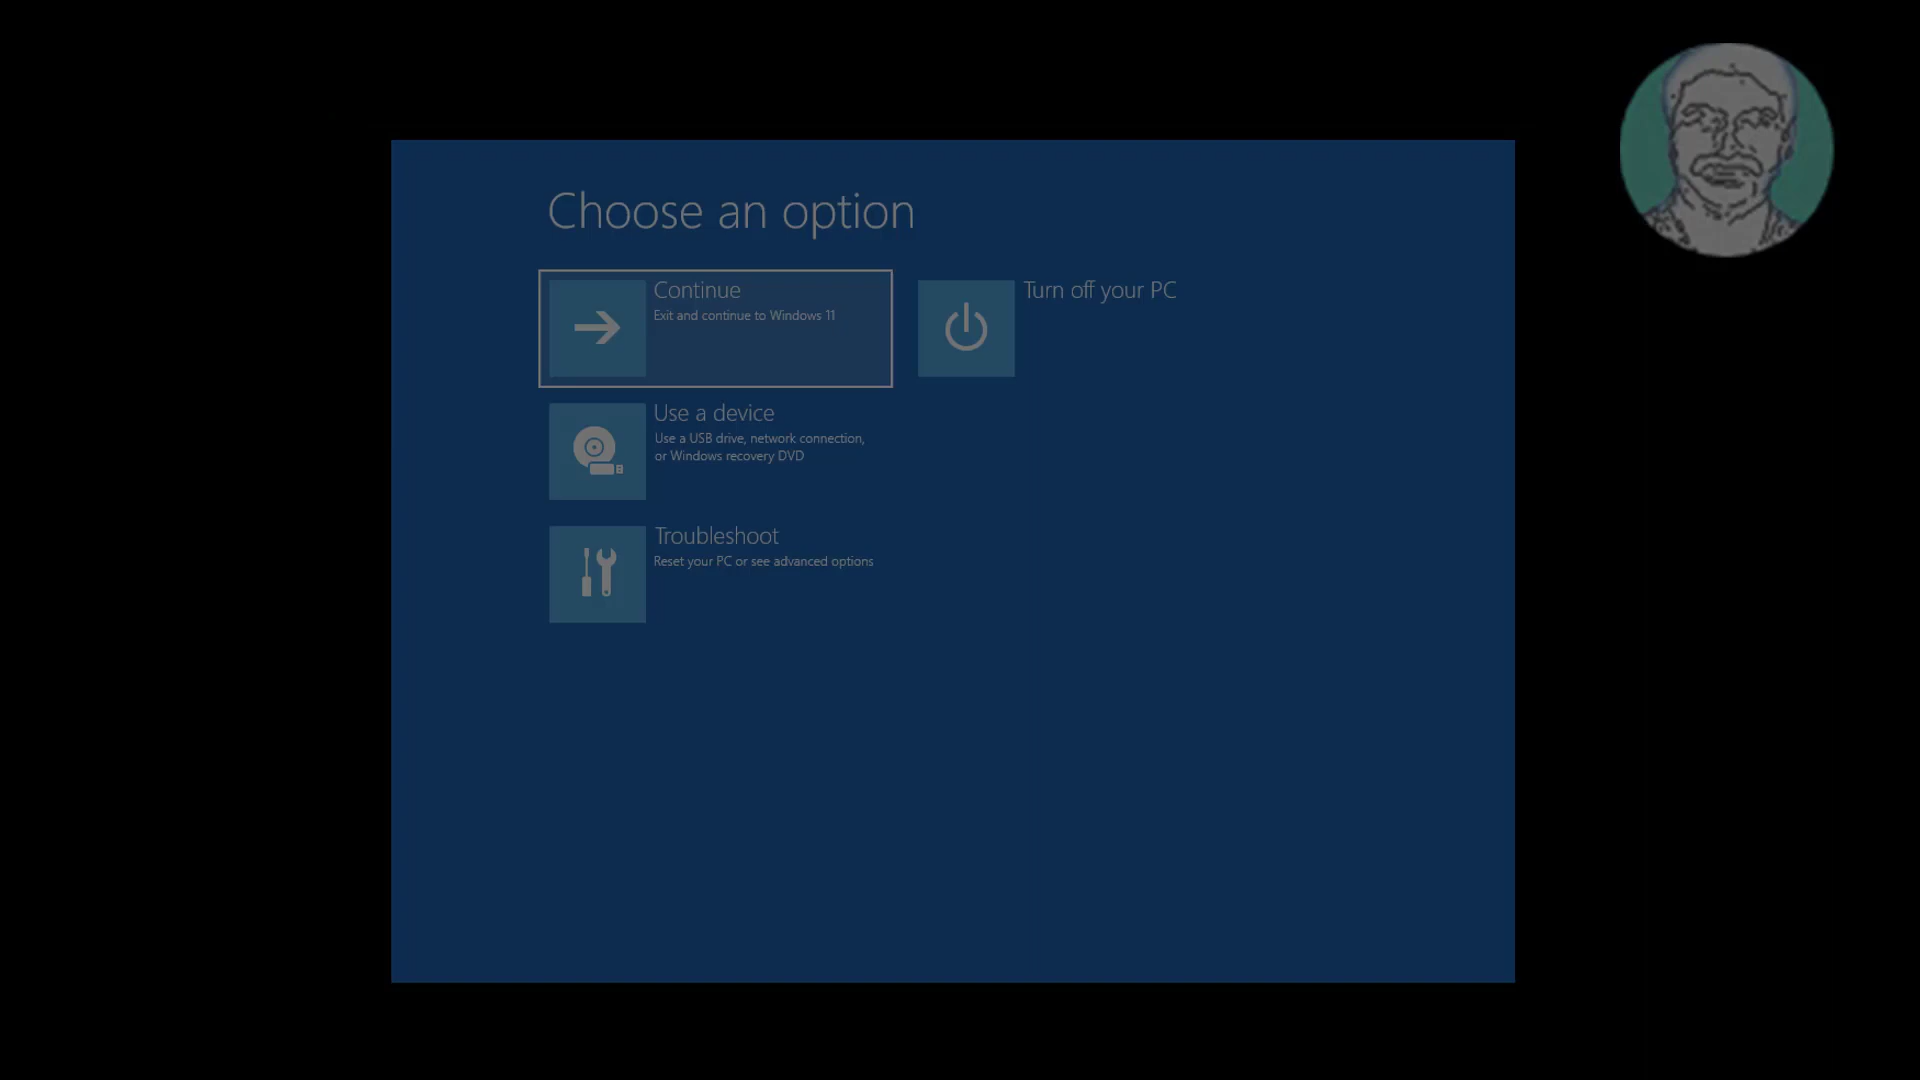 Choose an option
Continue
Exit and continue to Windows 11
Turn off your PC
Use a device
Use a USB drive, network connection,
or Windows recovery DVD
Troubleshoot
Reset your PC or see advanced options